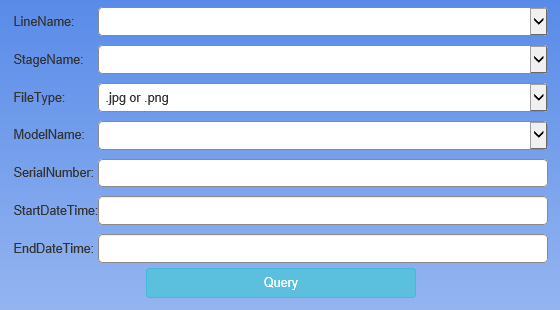 LineName:
StageName:
FileType: .jpg or .png
ModelName:
SerialNumber:
StartDateTime:
EndDateTime:
Query